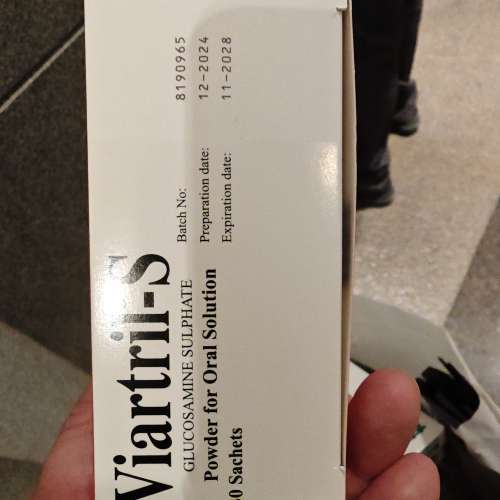 Viartril-S
GLUCOSAMINE SULPHATE
Powder for Oral Solution
0 Sachets
Batch No: 8190965
Preparation date: 12-2024
Expiration date: 11-2028